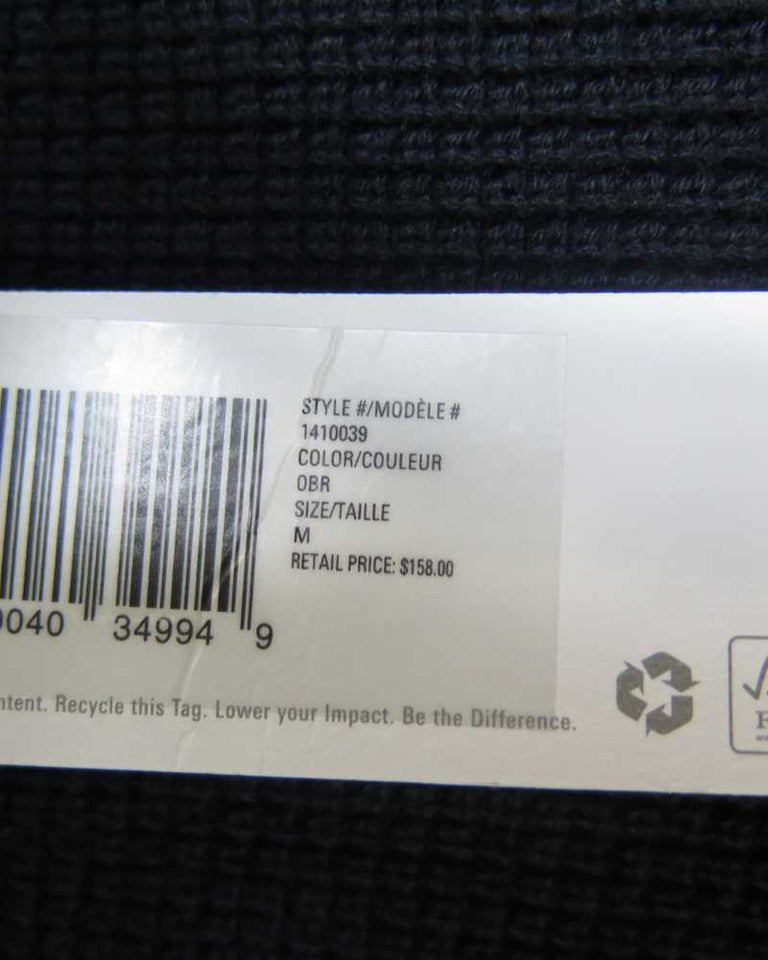 STYLE #/MODÈLE #
1410039
COLOR/COULEUR
OBR
SIZE/TAILLE
M
RETAIL PRICE: $158.00
0040 34994 9
Recycle this Tag. Lower your Impact. Be the Difference.